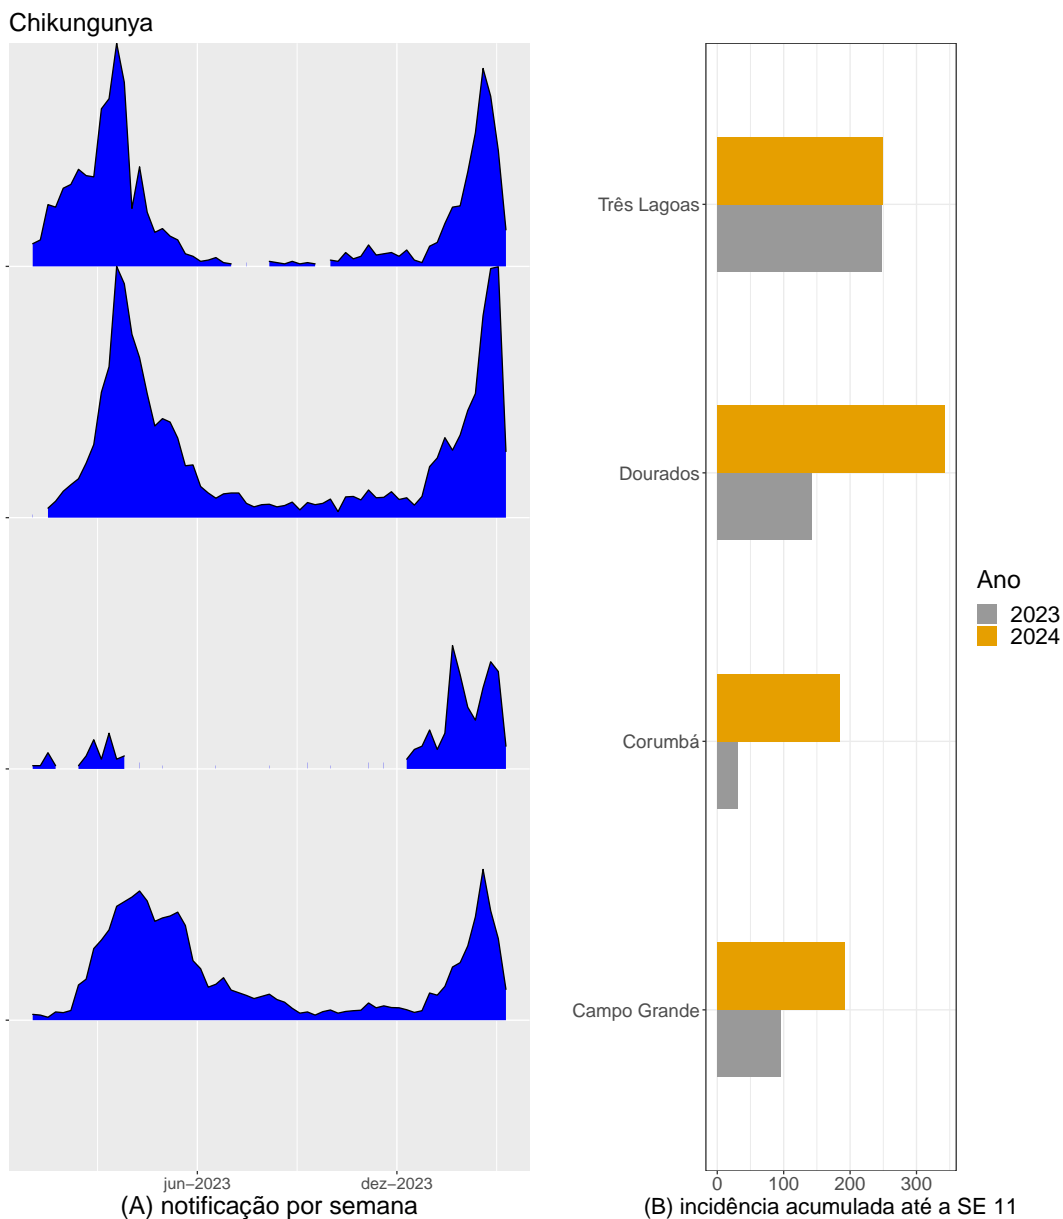 Chikungunya
jun–2023
dez–2023
(A) notificação por semana
Três Lagoas
Dourados
Corumbá
Campo Grande
0 100 200 300
(B) incidência acumulada até a SE 11
Ano
2023
2024